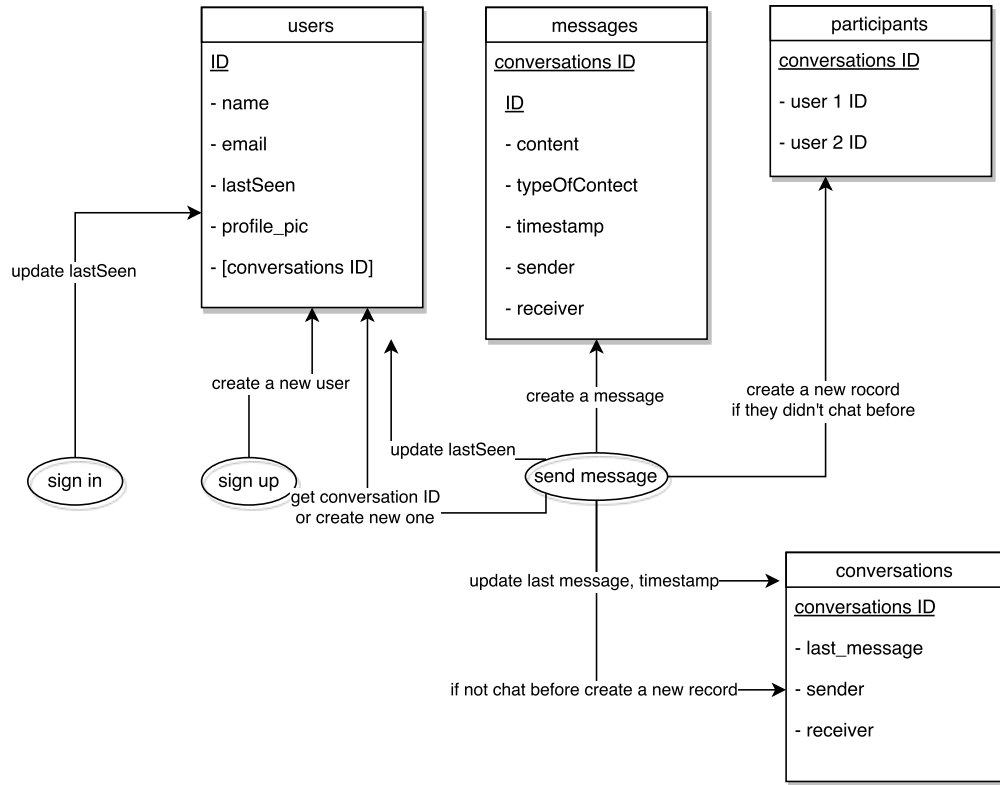 users
ID
- name
- email
- lastSeen
- profile_pic
- [conversations ID]
messages
conversations ID
ID
- content
- typeOfContect
- timestamp
- sender
- receiver
participants
conversations ID
- user 1 ID
- user 2 ID
update lastSeen
create a new user
create a message
create a new rocord
if they didn't chat before
update lastSeen
sign in
sign up
send message
get conversation ID
or create new one
update last message, timestamp
if not chat before create a new record
conversations
conversations ID
- last_message
- sender
- receiver